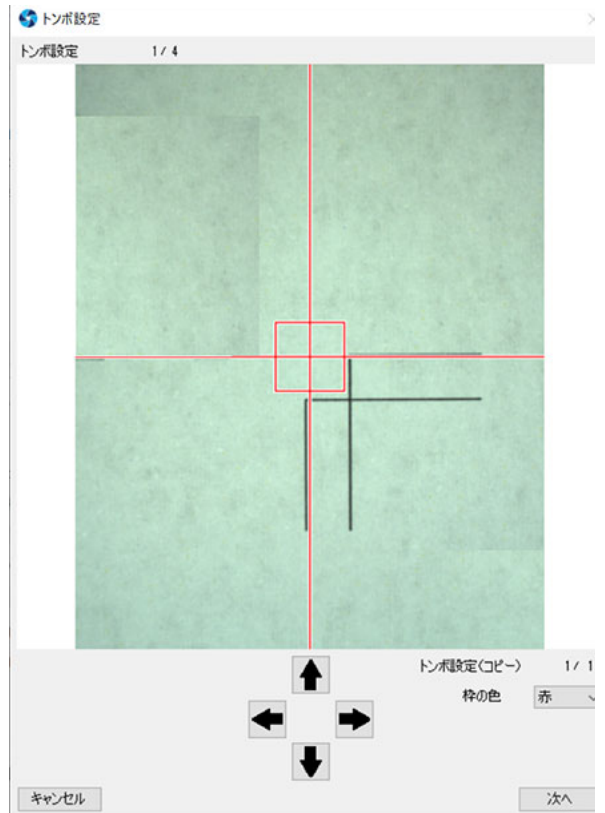 トンボ設定
トンボ設定 1/ 4
トンボ設定(コピー) 1/ 1
枠の色 赤
キャンセル 次へ